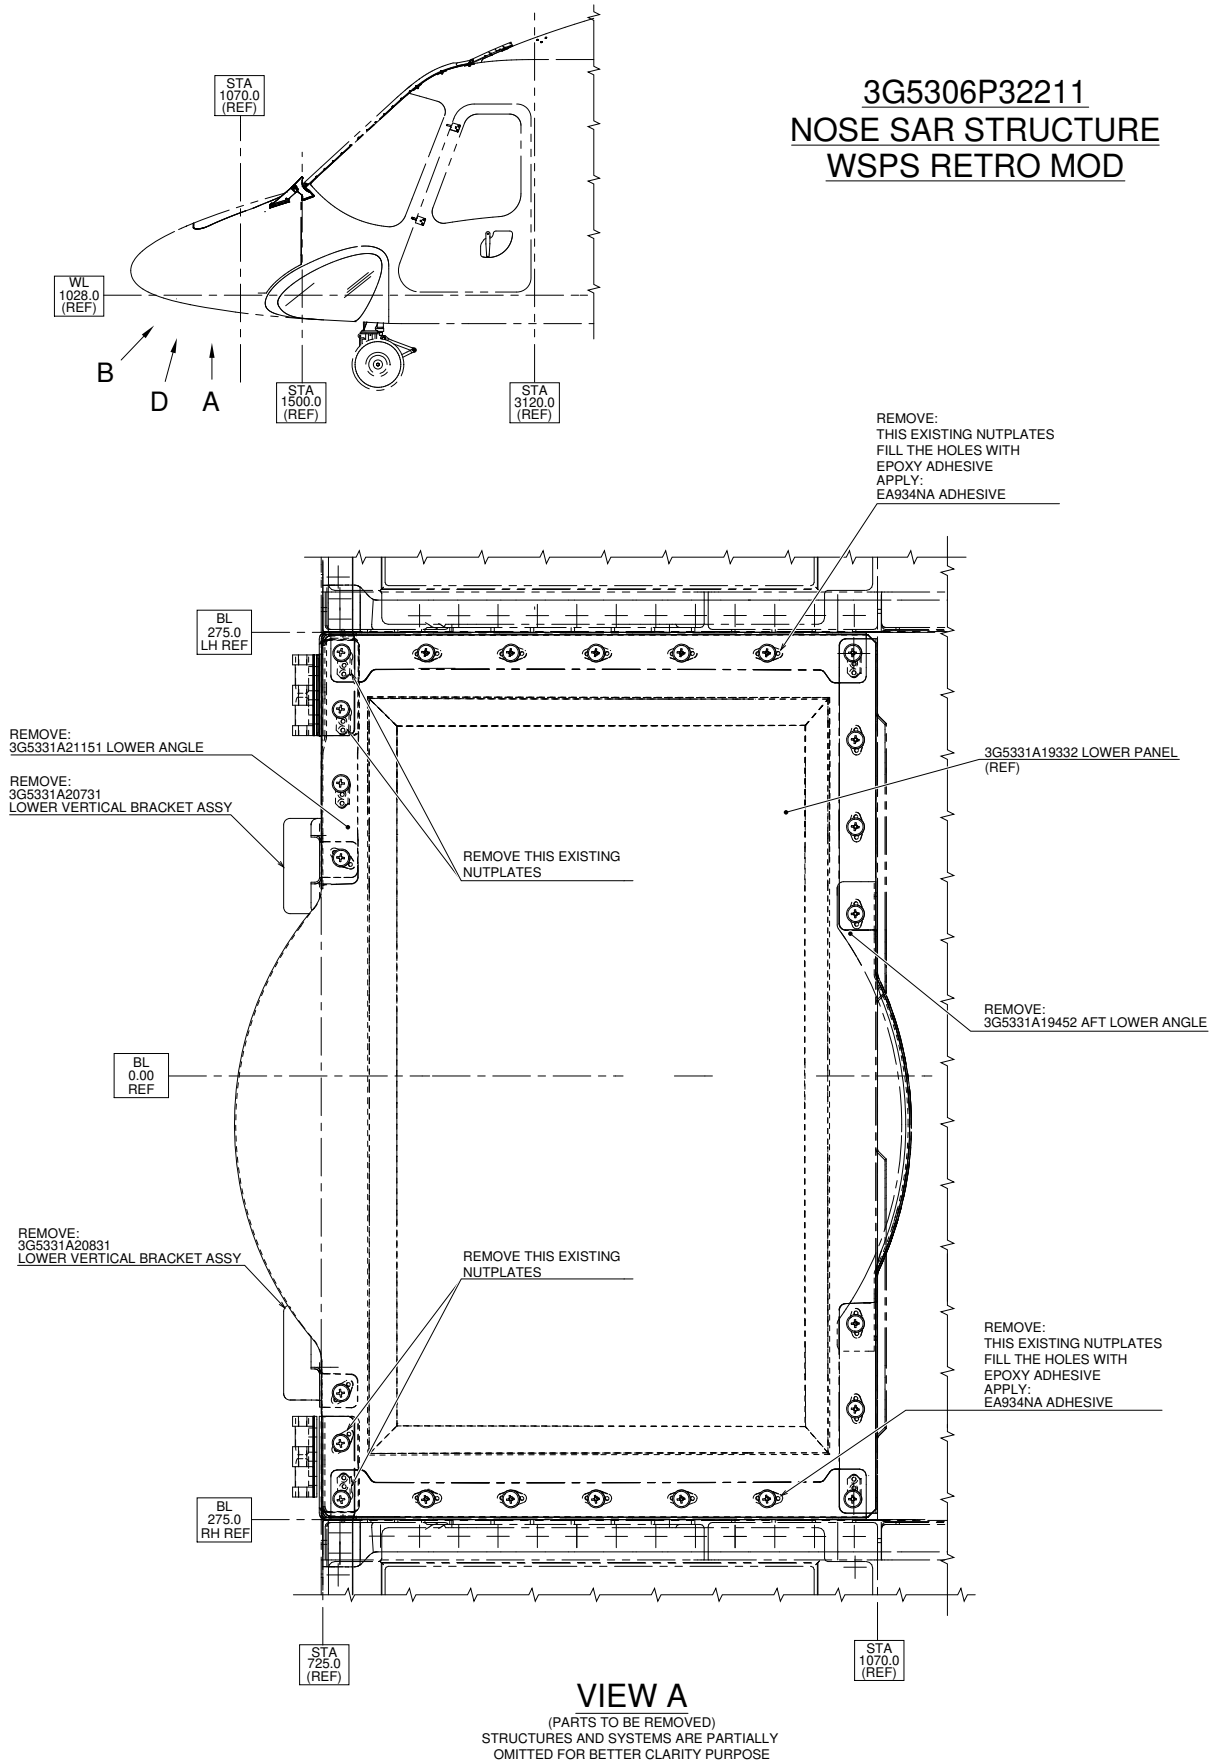 STA
1070.0
(REF)
3G5306P32211
NOSE SAR STRUCTURE
WSPS RETRO MOD
WL
1028.0
(REF)
B
D
A
STA
1500.0
(REF)
STA
3120.0
(REF)
REMOVE:
THIS EXISTING NUTPLATES
FILL THE HOLES WITH
EPOXY ADHESIVE
APPLY:
EA934NA ADHESIVE
BL
275.0
LH REF
REMOVE:
3G5331A21151 LOWER ANGLE
REMOVE:
3G5331A20731
LOWER VERTICAL BRACKET ASSY
3G5331A19332 LOWER PANEL
(REF)
REMOVE THIS EXISTING
NUTPLATES
REMOVE:
3G5331A19452 AFT LOWER ANGLE
BL
0.00
REF
REMOVE:
3G5331A20831
LOWER VERTICAL BRACKET ASSY
REMOVE THIS EXISTING
NUTPLATES
REMOVE:
THIS EXISTING NUTPLATES
FILL THE HOLES WITH
EPOXY ADHESIVE
APPLY:
EA934NA ADHESIVE
BL
275.0
RH REF
STA
725.0
(REF)
STA
1070.0
(REF)
VIEW A
(PARTS TO BE REMOVED)
STRUCTURES AND SYSTEMS ARE PARTIALLY
OMITTED FOR BETTER CLARITY PURPOSE